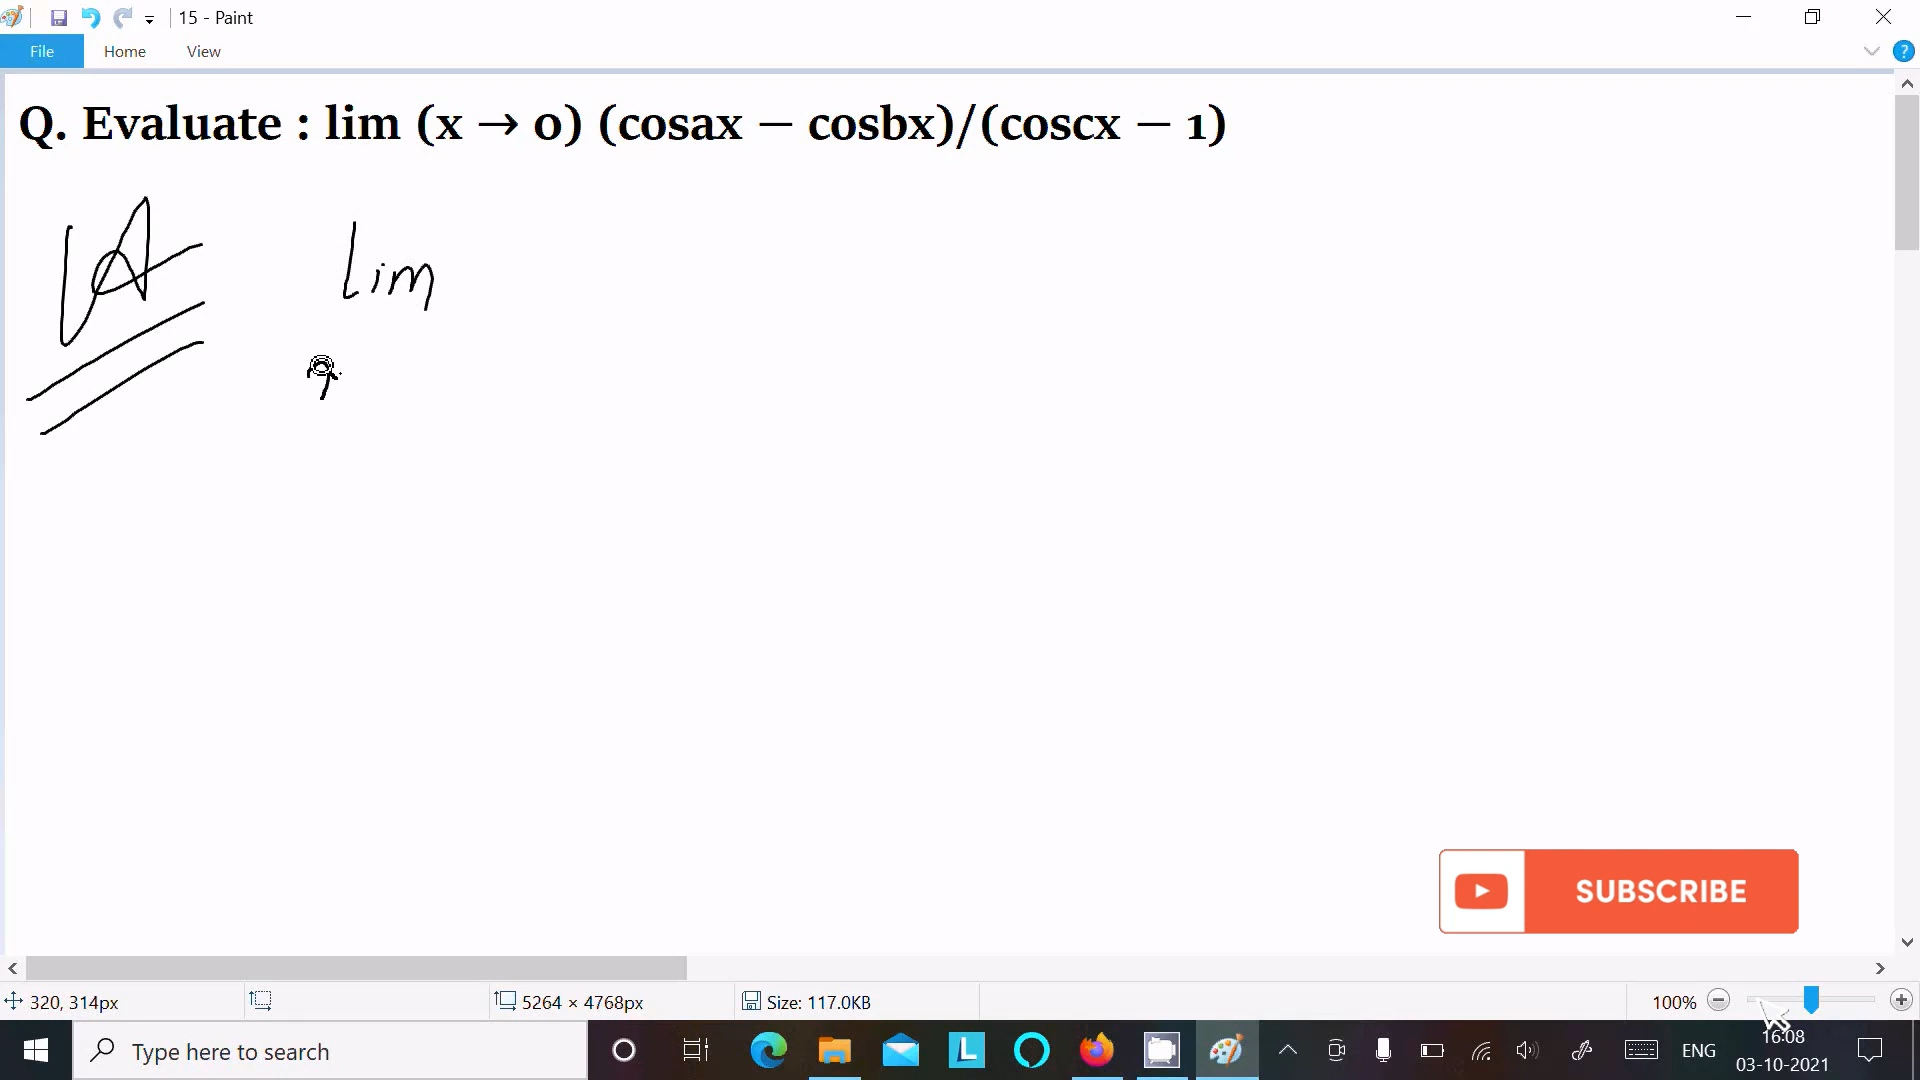 15 - Paint
File Home View
Q. Evaluate : lim (x → 0) (cosax – cosbx)/(coscx – 1)
Lim
SUBSCRIBE
320, 314px 5264 × 4768px Size: 117.0KB 100%
Type here to search
L
ENG
16:08
03-10-2021